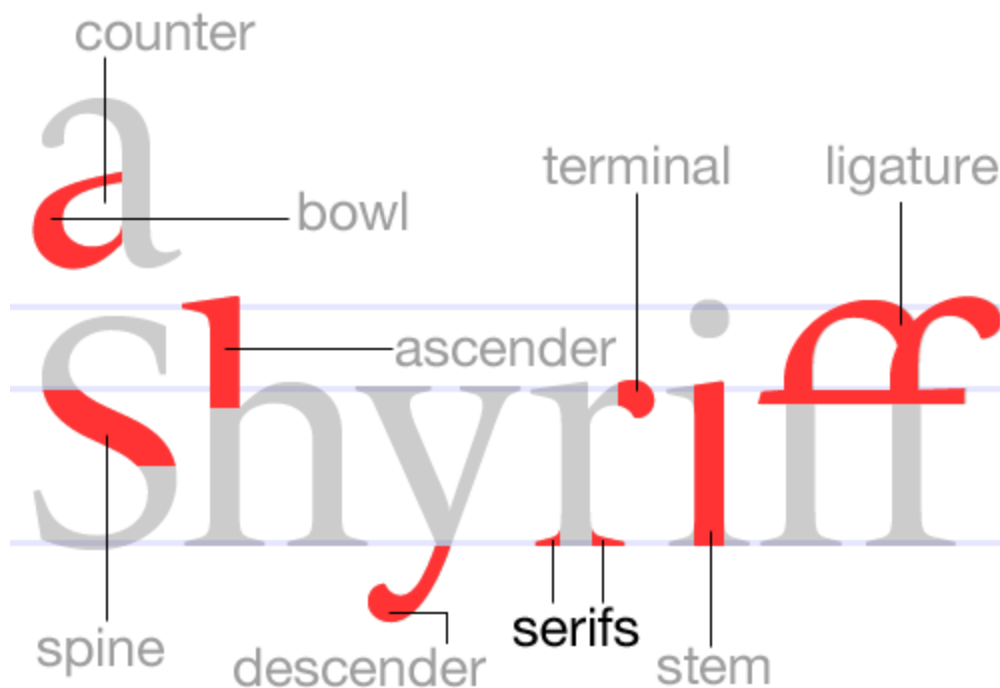 counter
a
bowl
terminal
ligature
ascender
Shyriff
serifs
spine
descender
stem